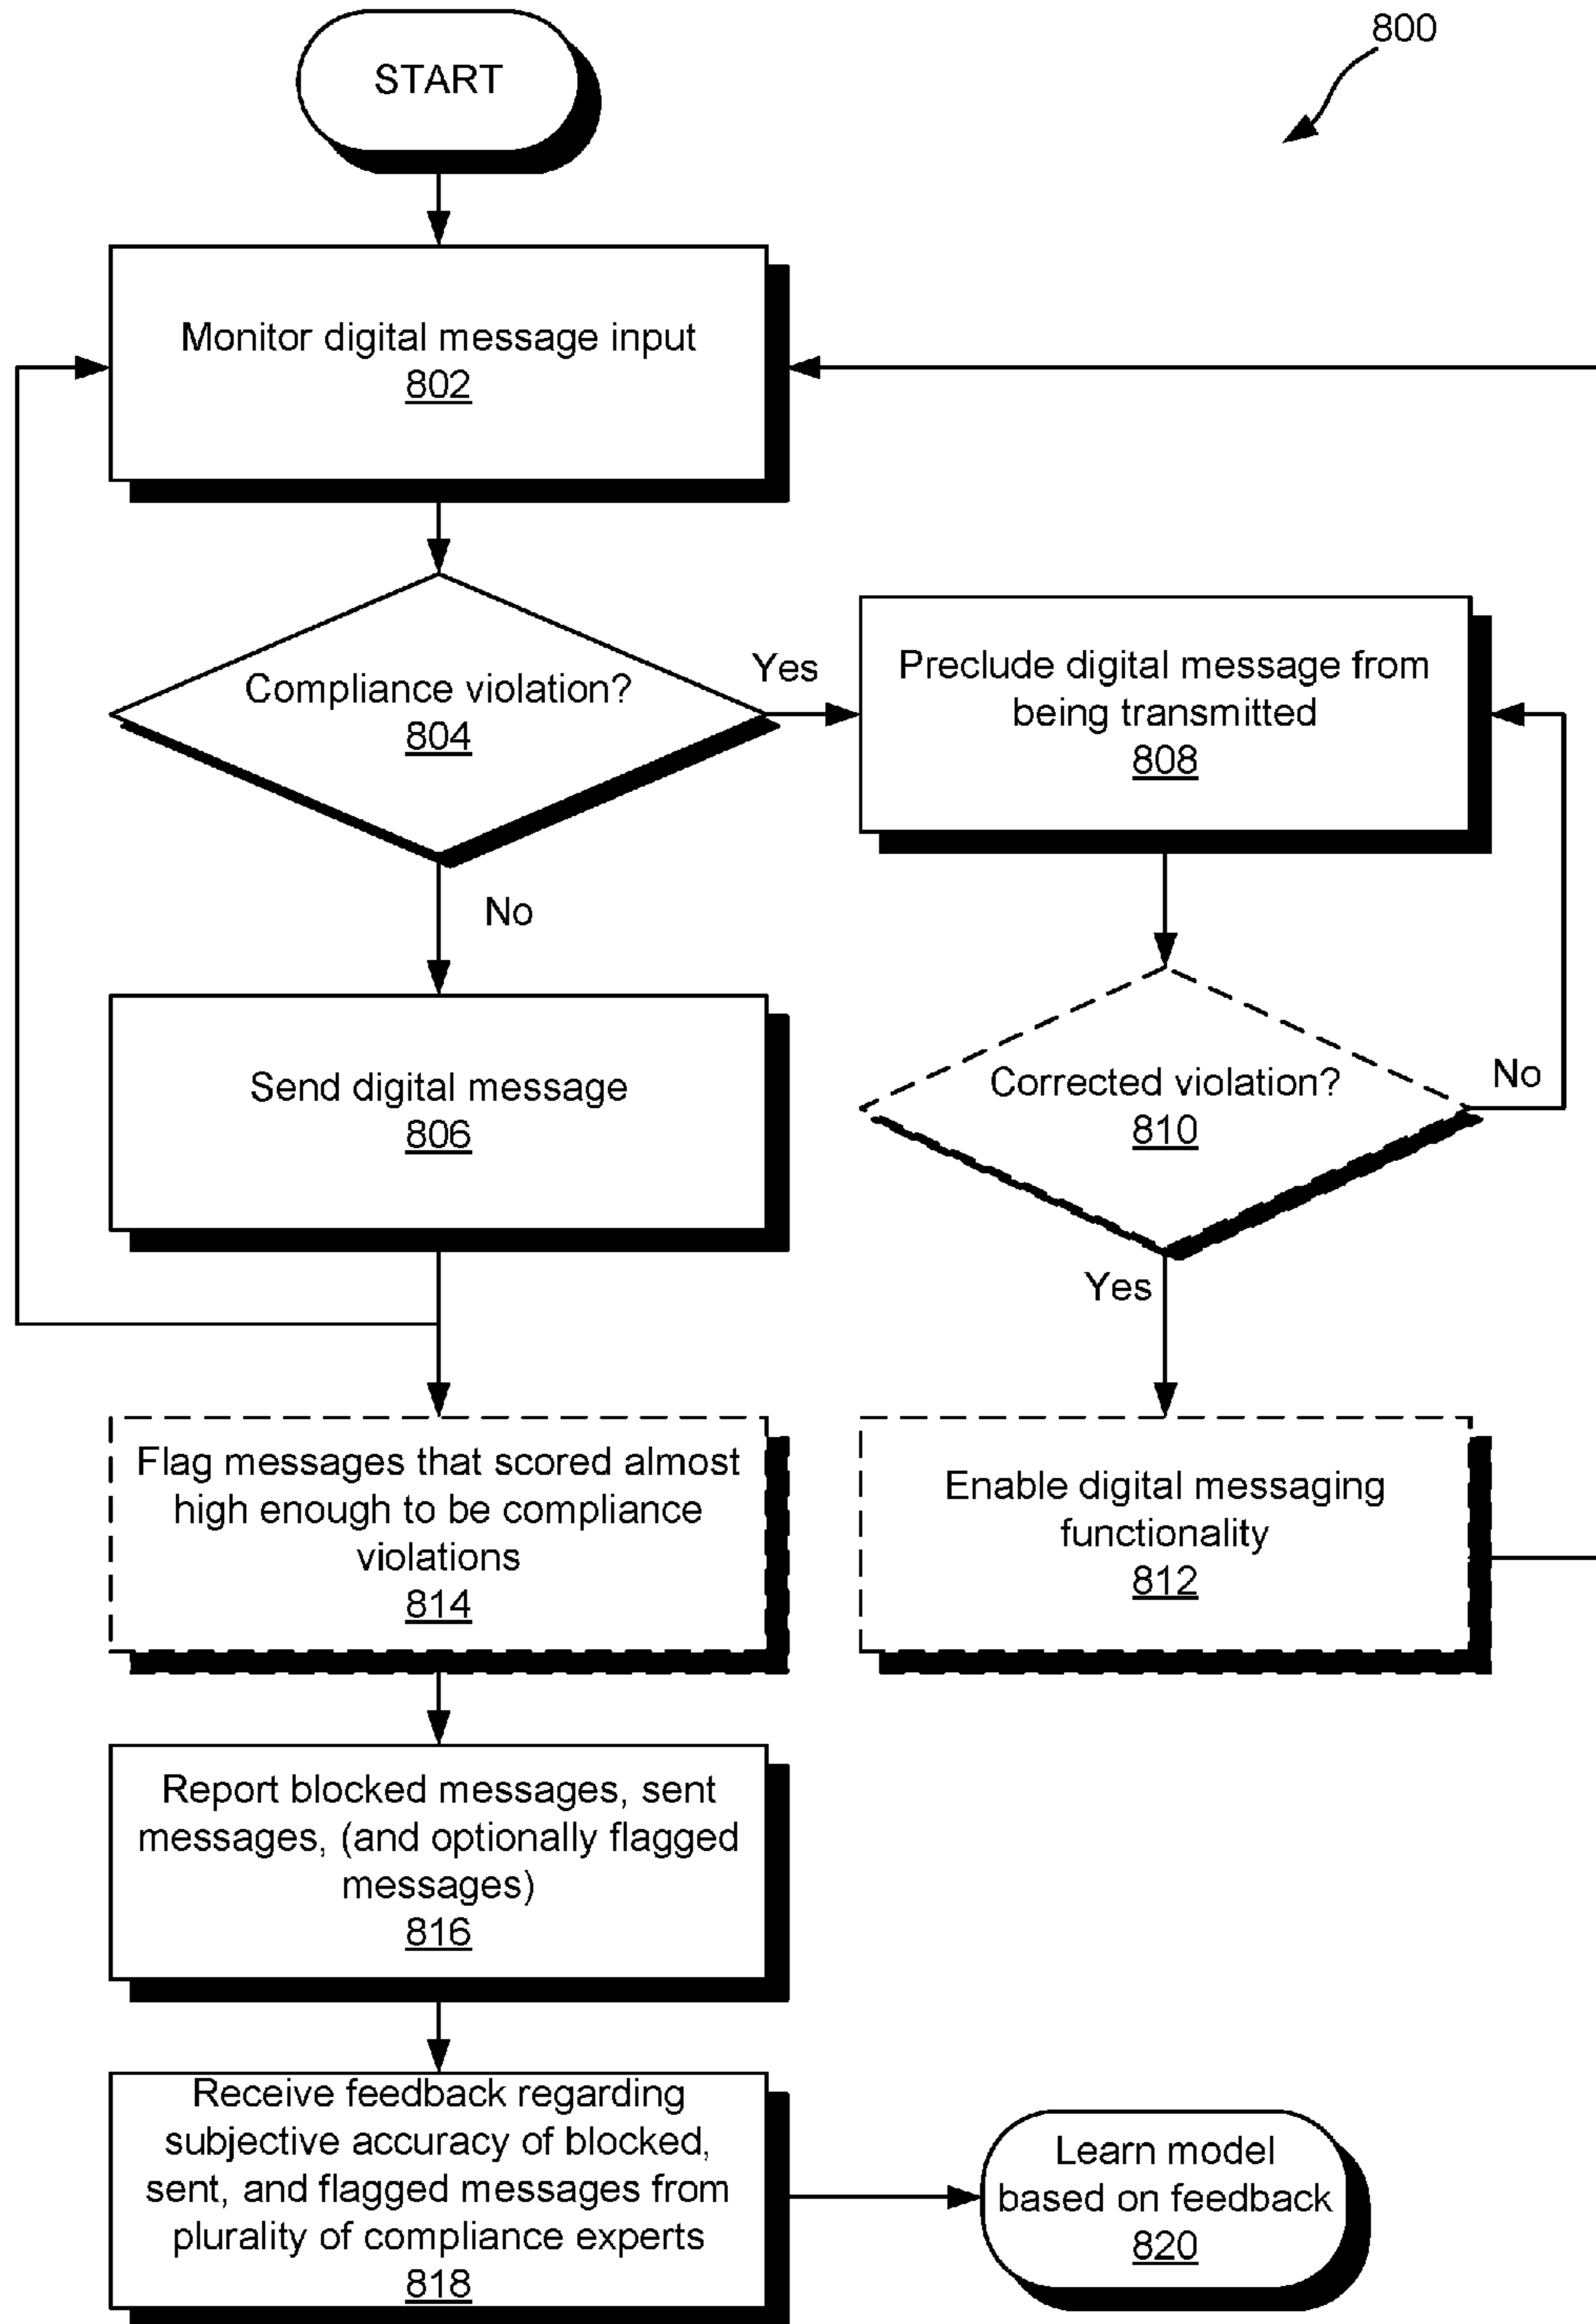 800
START
Monitor digital message input
802
Compliance violation?
804
Yes
No
Preclude digital message from
being transmitted
808
Send digital message
806
Corrected violation?
810
No
Yes
Flag messages that scored almost
high enough to be compliance
violations
814
Enable digital messaging
functionality
812
Report blocked messages, sent
messages, (and optionally flagged
messages)
816
Receive feedback regarding
subjective accuracy of blocked,
sent, and flagged messages from
plurality of compliance experts
818
Learn model
based on feedback
820